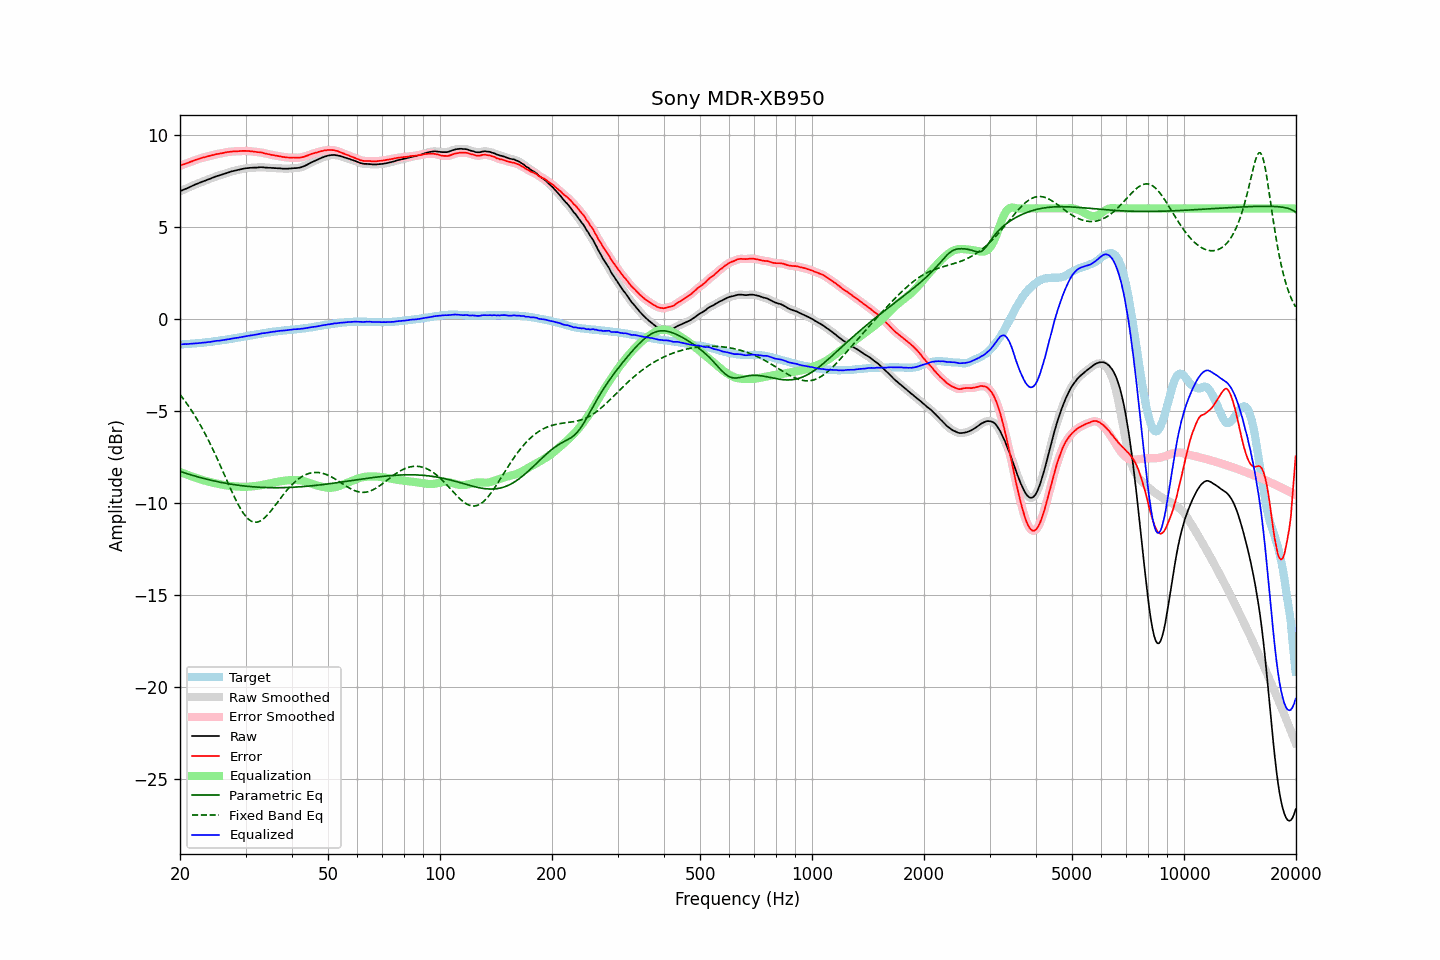 Sony MDR-XB950
Amplitude (dBr)
10
5
0
−5
−10
−15
−20
−25
Target
Raw Smoothed
Error Smoothed
Raw
Error
Equalization
Parametric Eq
Fixed Band Eq
Equalized
20
50
100
200
500
1000
2000
5000
10000
20000
Frequency (Hz)